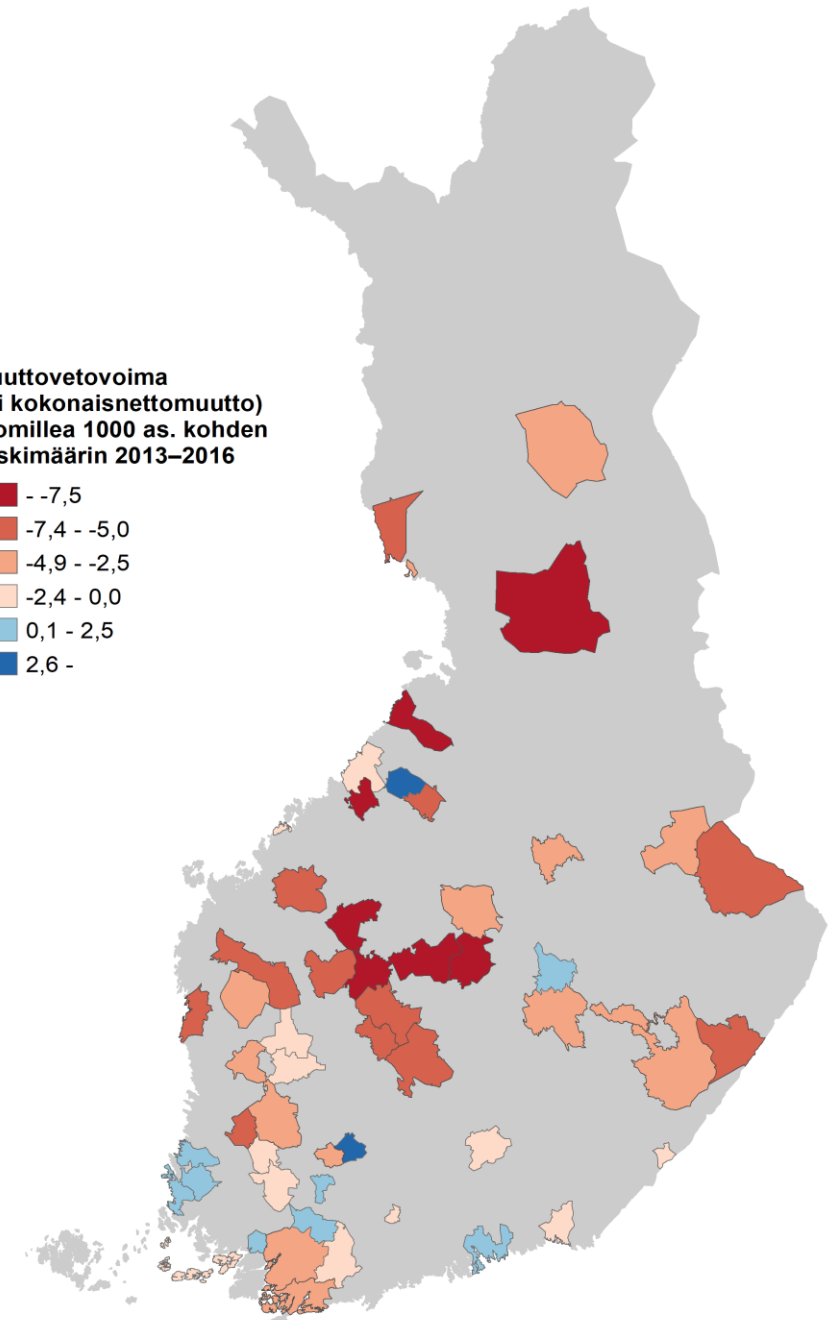 uuttovetovoima
i kokonaisnettomuutto)
omillea 1000 as. kohden
skimäärin 2013–2016
- -7,5
-7,4 - -5,0
-4,9 - -2,5
-2,4 - 0,0
0,1 - 2,5
2,6 -